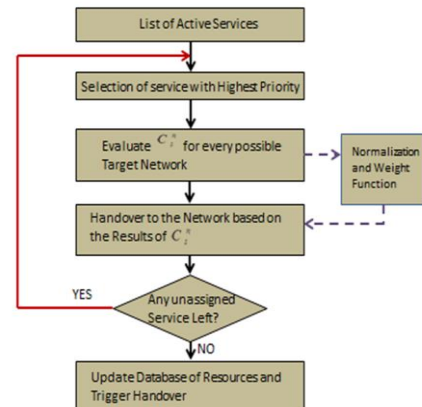 List of Active Services
Selection of service with Highest Priority
Evaluate C for every possible
Target Network
Normalization
and Weight
Function
Handover to the Network based on
the Results of C
Any unassigned
Service Left?
YES
NO
Update Database of Resources and
Trigger Handover